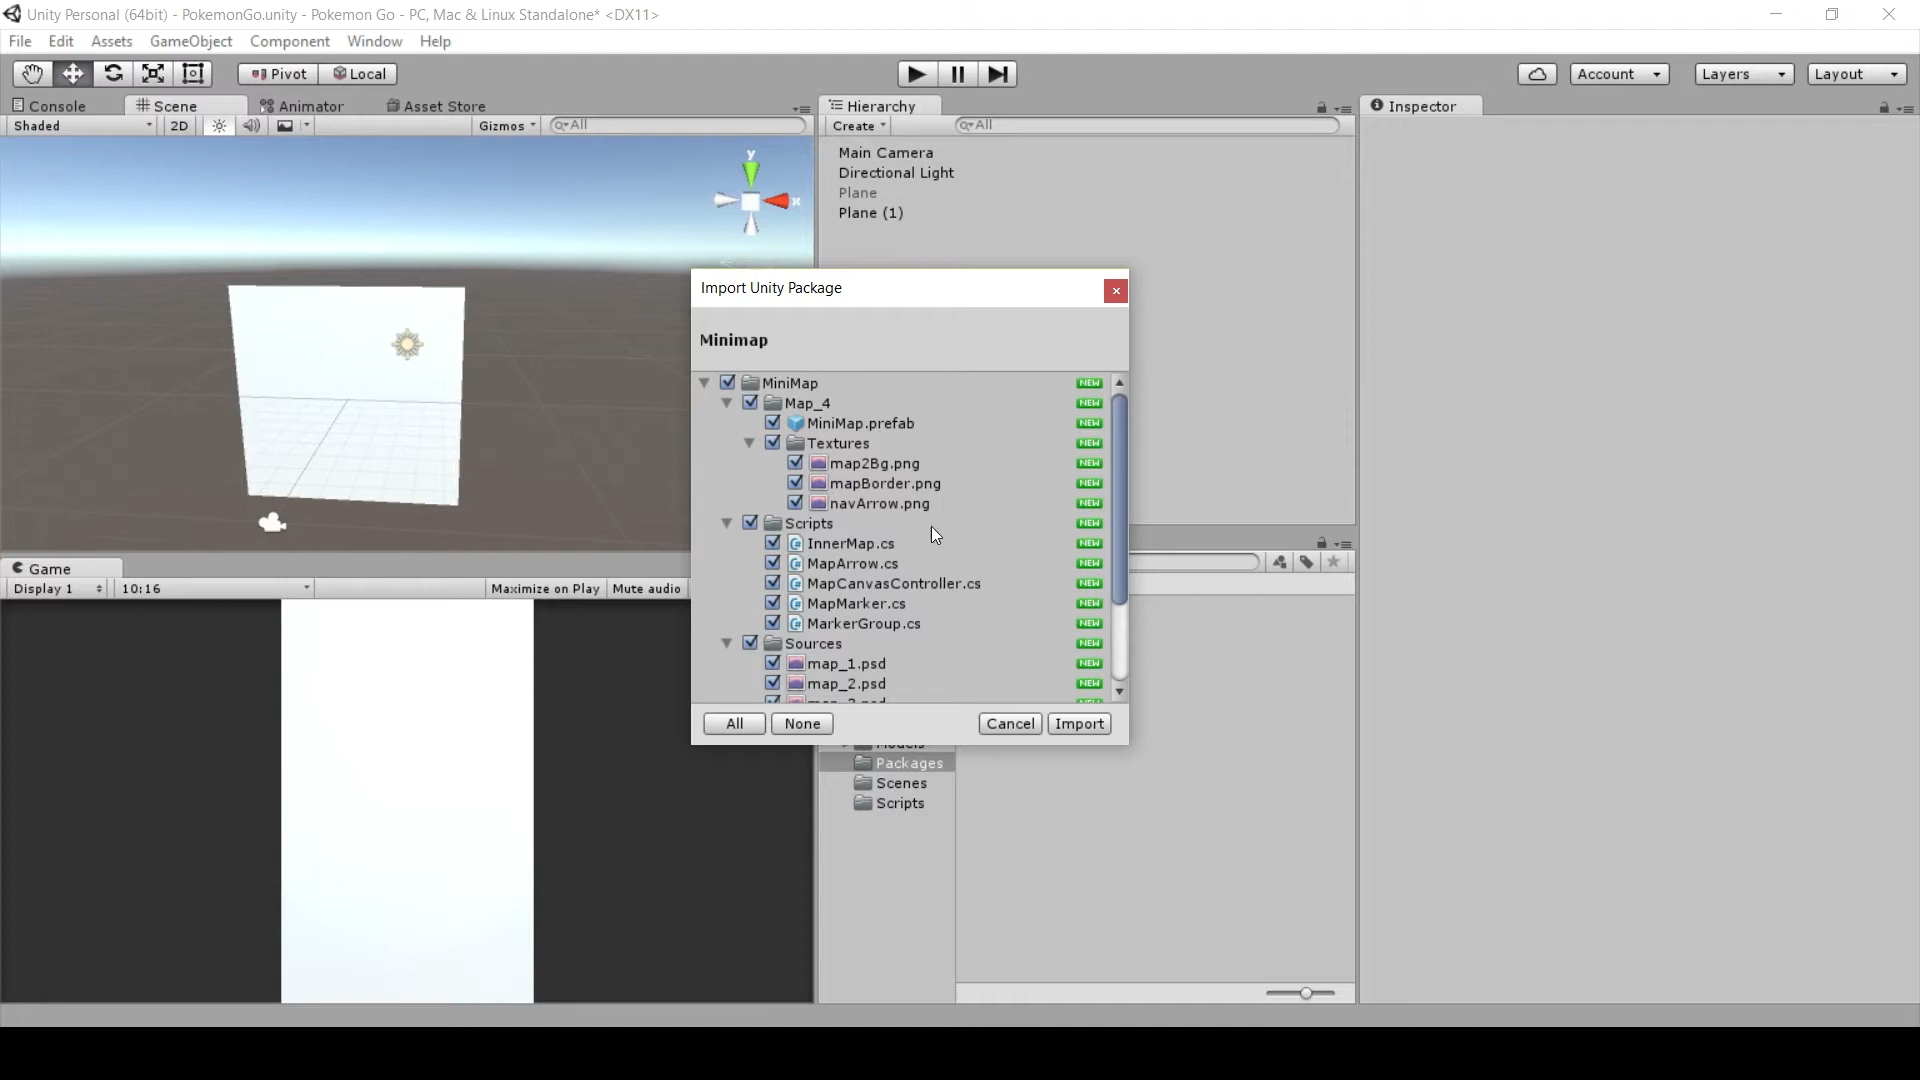 Unity Personal (64bit) - PokemonGo.unity - Pokemon Go - PC, Mac & Linux Standalone* <DX11>
File Edit Assets GameObject Component Window Help
Pivot Local Account Layers Layout
Console Scene Animator Asset Store Hierarchy Inspector
Shaded 2D Gizmos All Create All
y
x
Main Camera
Directional Light
Plane
Plane (1)
Import Unity Package
Minimap
MiniMap NEW
Map_4 NEW
MiniMap.prefab NEW
Textures NEW
map2Bg.png NEW
mapBorder.png NEW
navArrow.png NEW
Scripts NEW
InnerMap.cs NEW
MapArrow.cs NEW
MapCanvasController.cs NEW
MapMarker.cs NEW
MarkerGroup.cs NEW
Sources NEW
map_1.psd NEW
map_2.psd NEW
All None Cancel Import
Game
Display 1 10:16 Maximize on Play Mute audio
Models
Packages
Scenes
Scripts